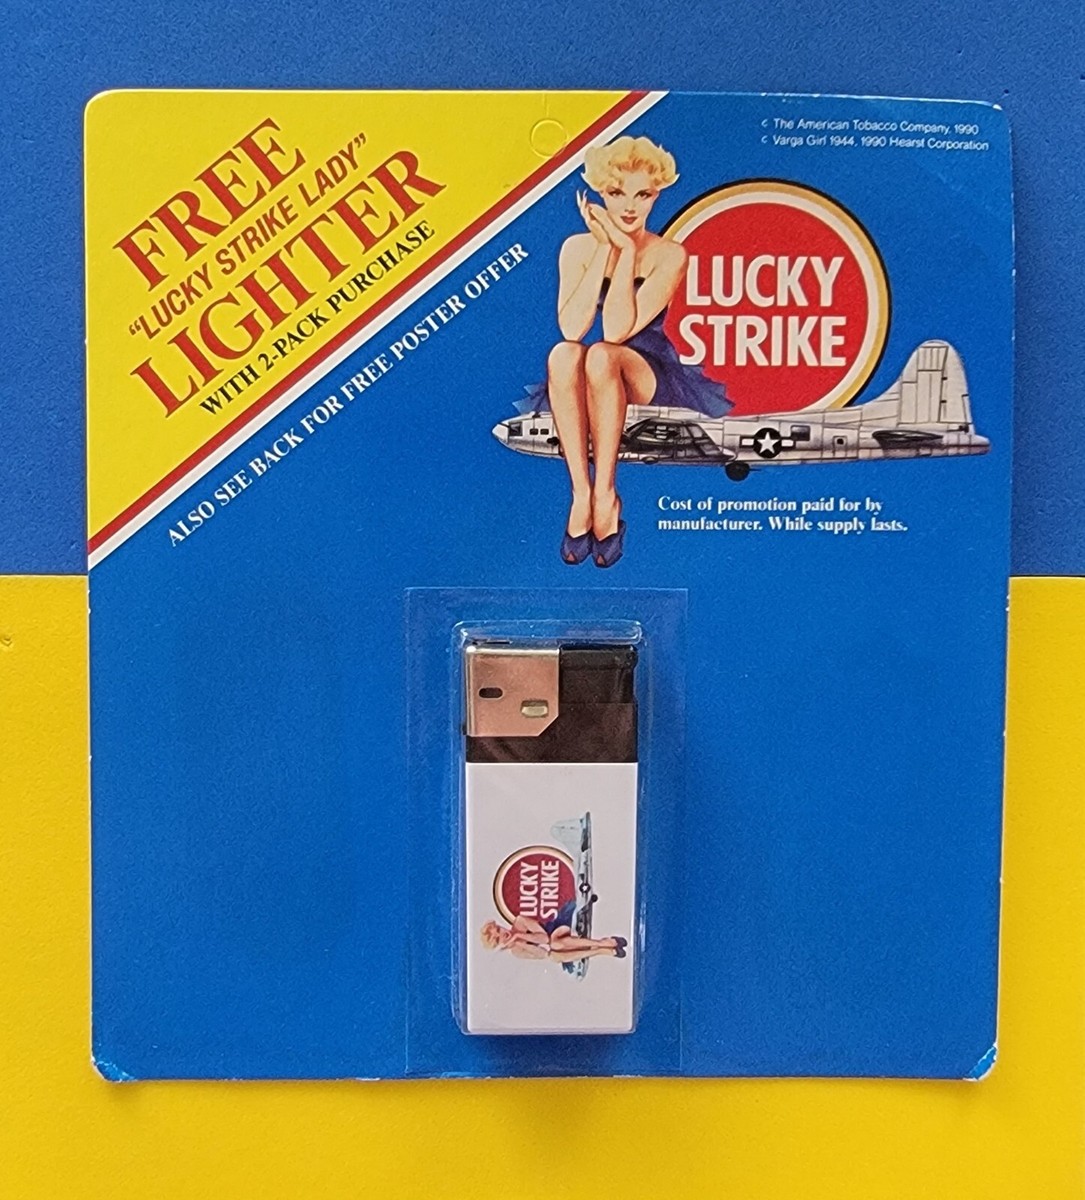 FREE
“LUCKY STRIKE LADY”
LIGHTER
WITH 2-PACK PURCHASE
ALSO SEE BACK FOR FREE POSTER OFFER
c The American Tobacco Company, 1990
c Varga Girl 1944, 1990 Hearst Corporation
LUCKY
STRIKE
Cost of promotion paid for by
manufacturer. While supply lasts.
LUCKY
STRIKE